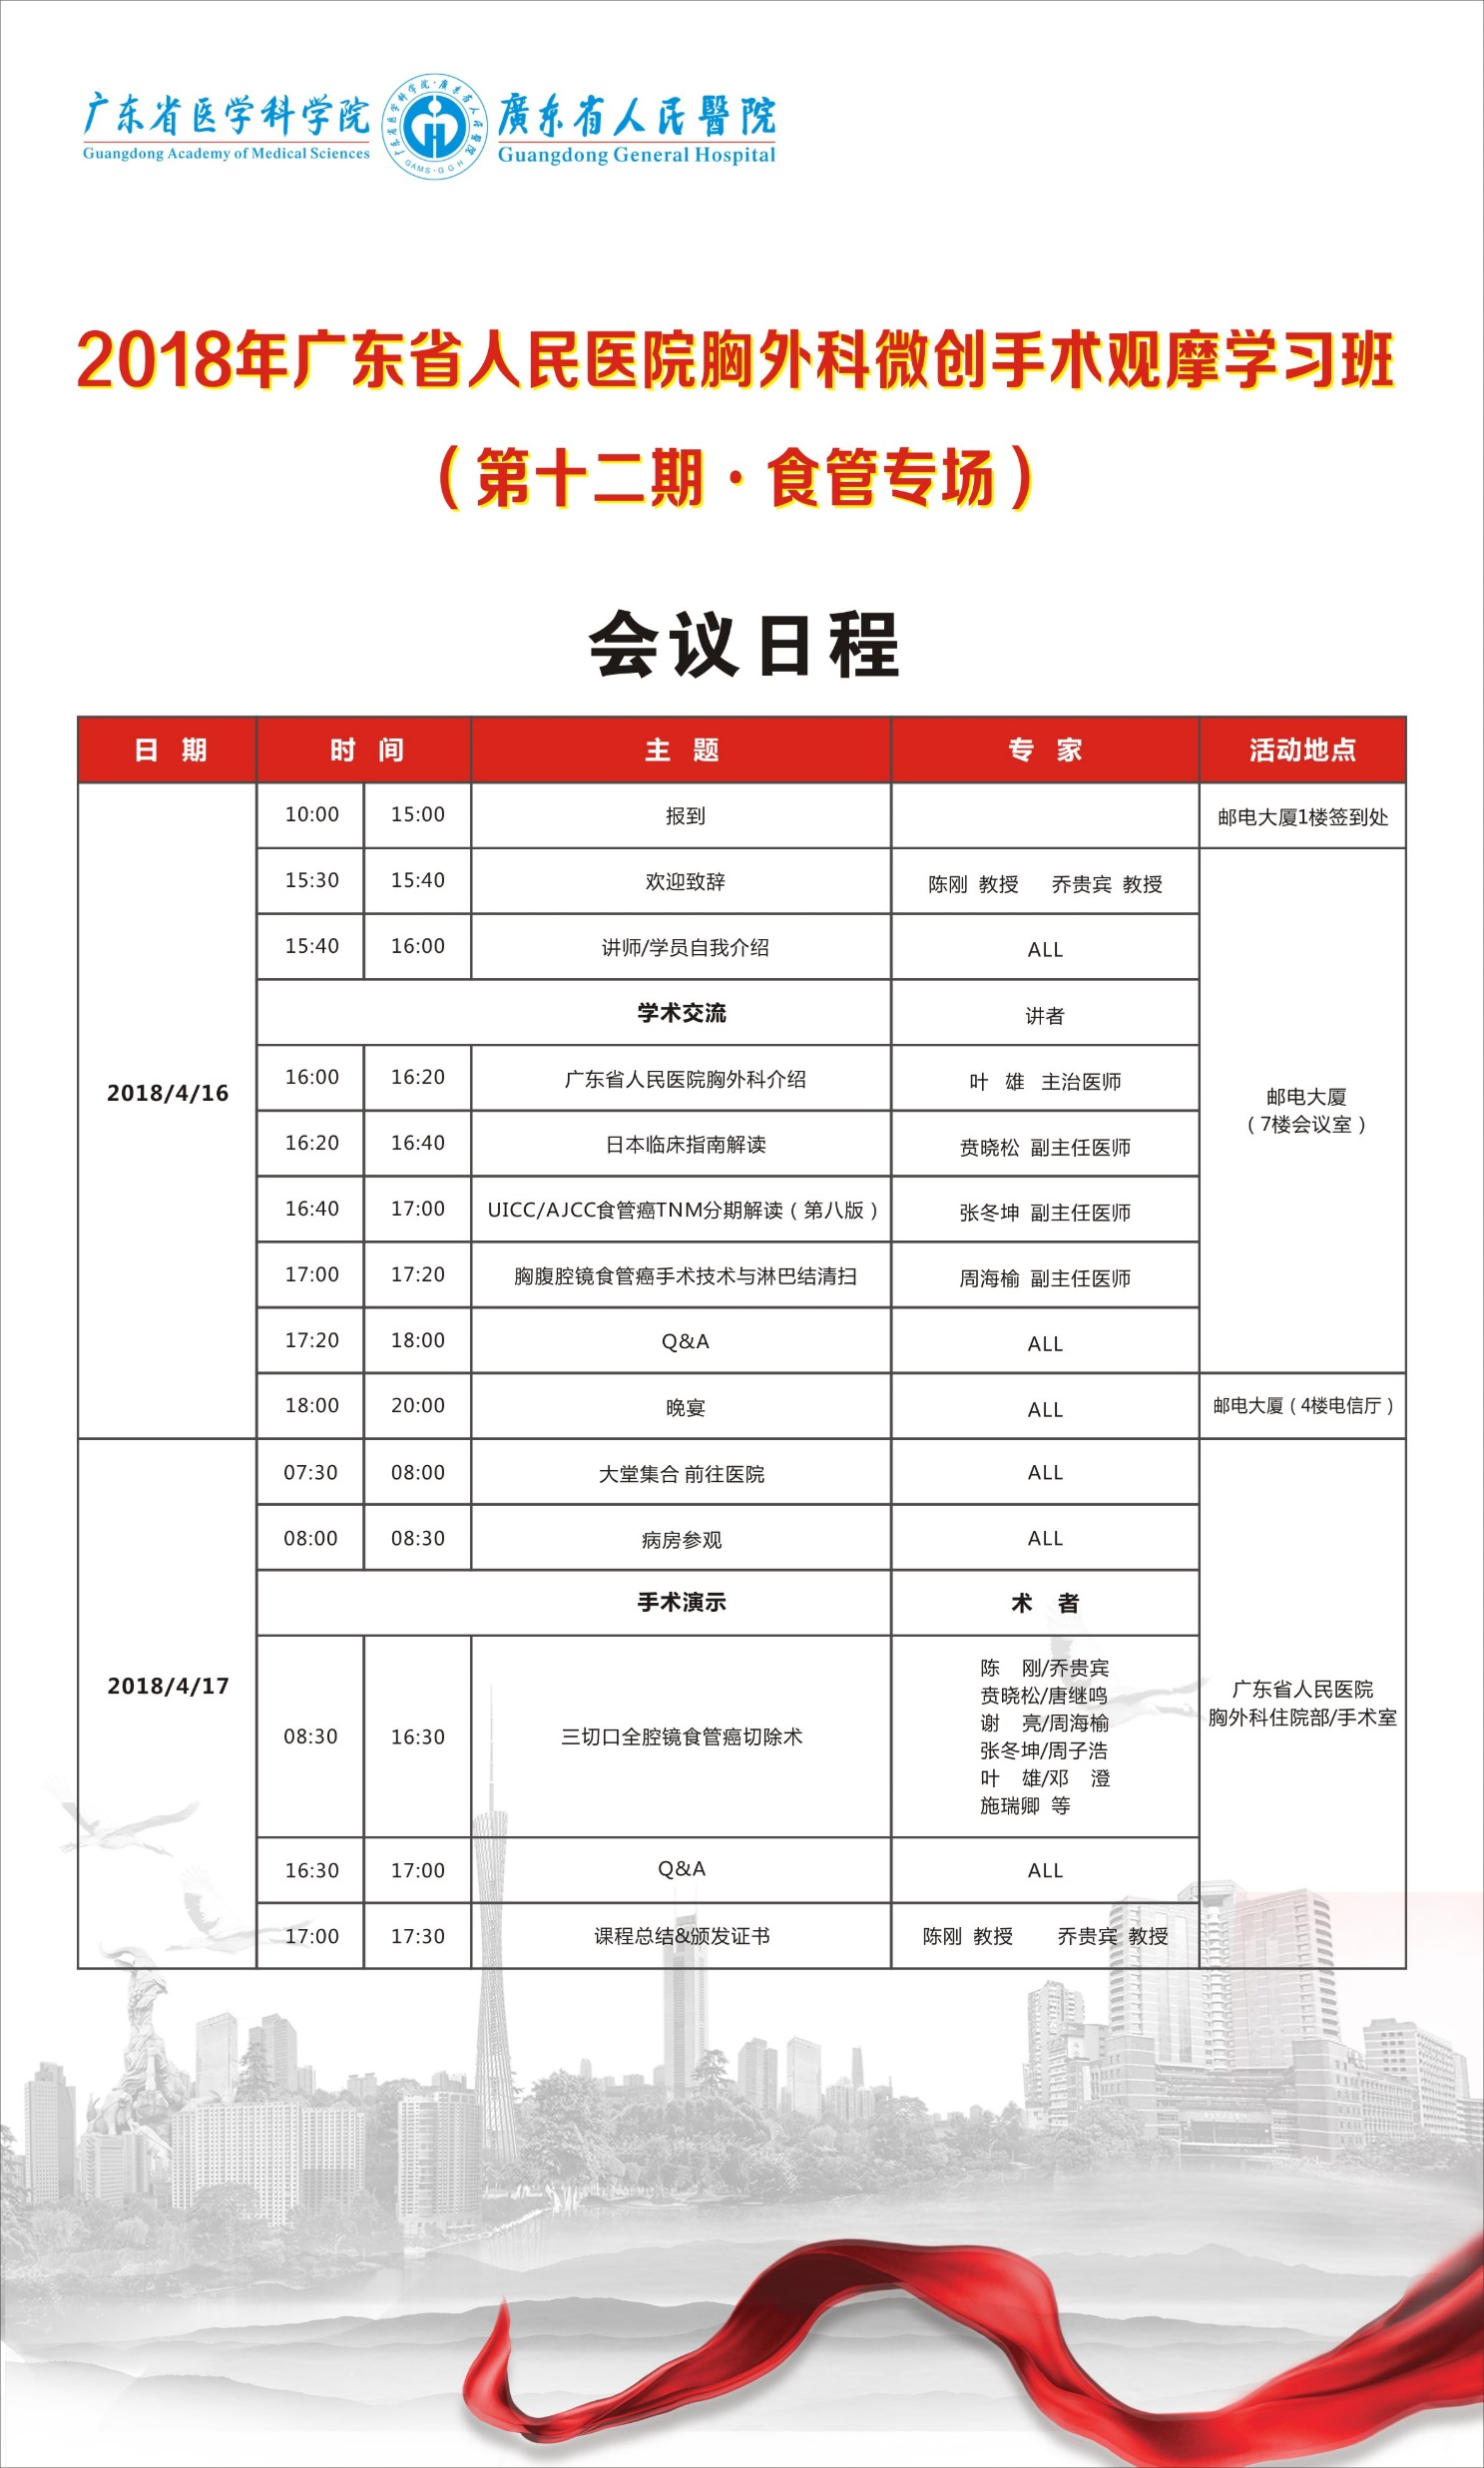 广东省医学科学院
Guangdong Academy of Medical Sciences
廣东省人民醫院
Guangdong General Hospital
GAMS·GGH
2018年广东省人民医院胸外科微创手术观摩学习班
（第十二期·食管专场）
会议日程
日 期 时 间 主 题 专 家 活动地点
10:00 15:00 报到 邮电大厦1楼签到处
15:30 15:40 欢迎致辞 陈刚 教授 乔贵宾 教授
15:40 16:00 讲师/学员自我介绍 ALL
学术交流 讲者
2018/4/16
16:00 16:20 广东省人民医院胸外科介绍 叶 雄 主治医师
邮电大厦
（7楼会议室）
16:20 16:40 日本临床指南解读 贲晓松 副主任医师
16:40 17:00 UICC/AJCC食管癌TNM分期解读（第八版） 张冬坤 副主任医师
17:00 17:20 胸腹腔镜食管癌手术技术与淋巴结清扫 周海榆 副主任医师
17:20 18:00 Q&A ALL
18:00 20:00 晚宴 ALL 邮电大厦（4楼电信厅）
07:30 08:00 大堂集合 前往医院 ALL
08:00 08:30 病房参观 ALL
手术演示 术 者
2018/4/17
08:30 16:30 三切口全腔镜食管癌切除术
陈 刚/乔贵宾
贲晓松/唐继鸣
谢 亮/周海榆
张冬坤/周子浩
叶 雄/邓 澄
施瑞卿 等
广东省人民医院
胸外科住院部/手术室
16:30 17:00 Q&A ALL
17:00 17:30 课程总结&颁发证书 陈刚 教授 乔贵宾 教授